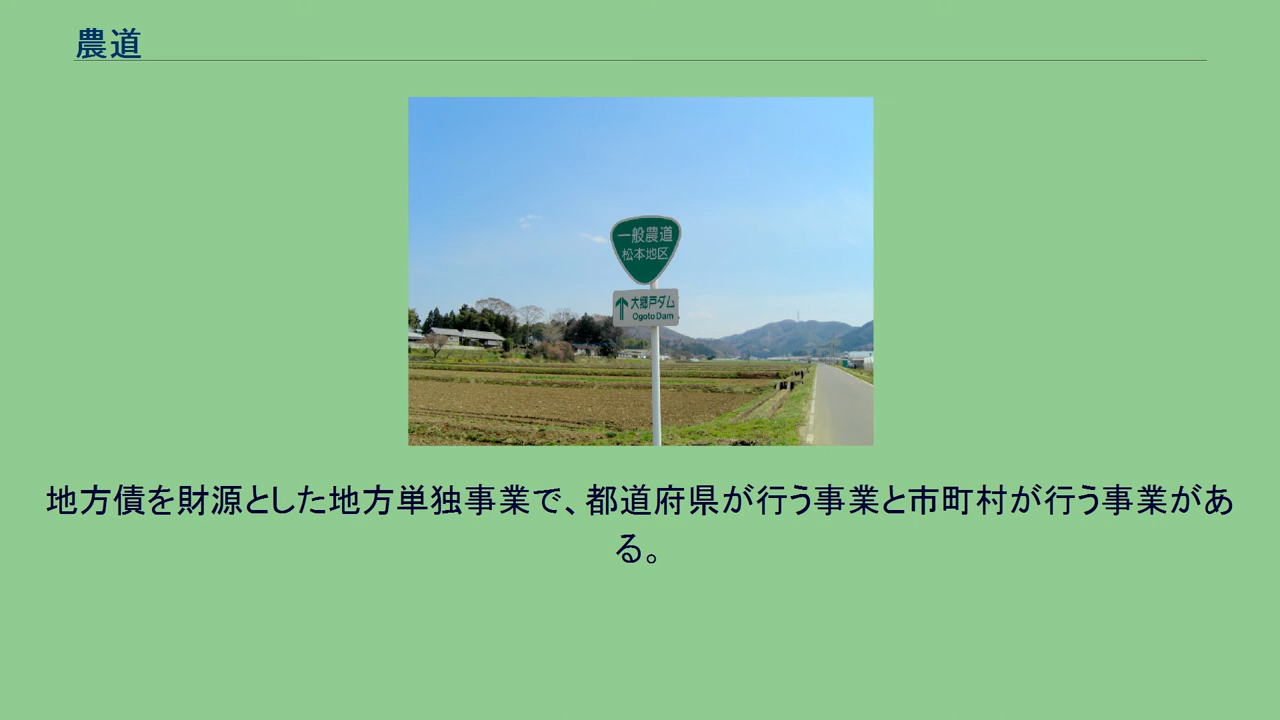 農道
一般農道
松本地区
大郷戸ダム
Ogoto Dam
地方債を財源とした地方単独事業で、都道府県が行う事業と市町村が行う事業があ
る。